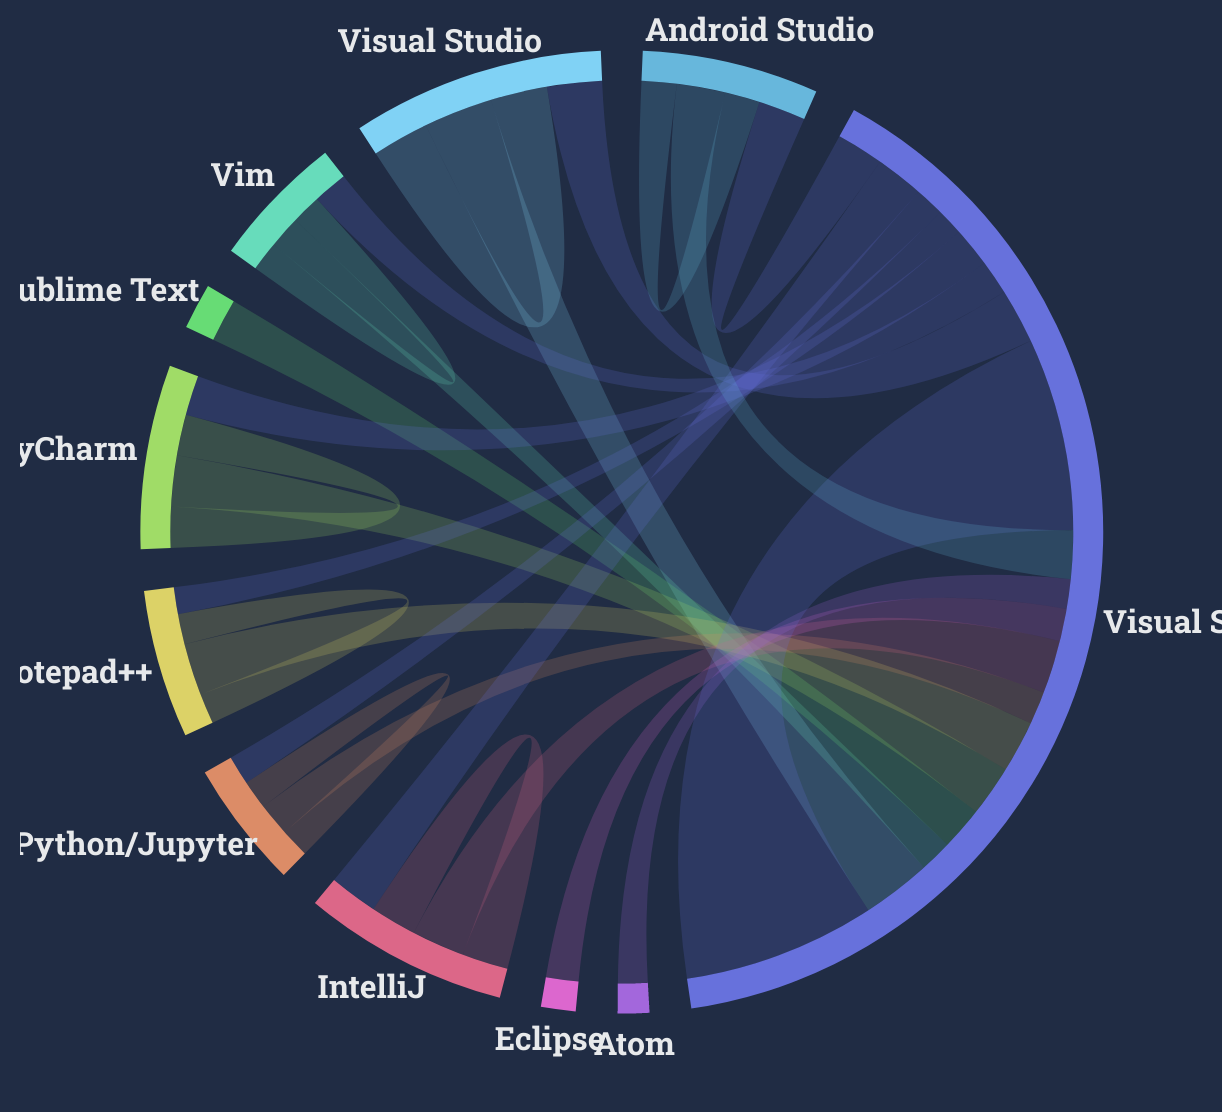 Android Studio
Visual Studio
Vim
ublime Text
yCharm
Visual S
otepad++
Python/Jupyter
IntelliJ
Eclipse
Atom